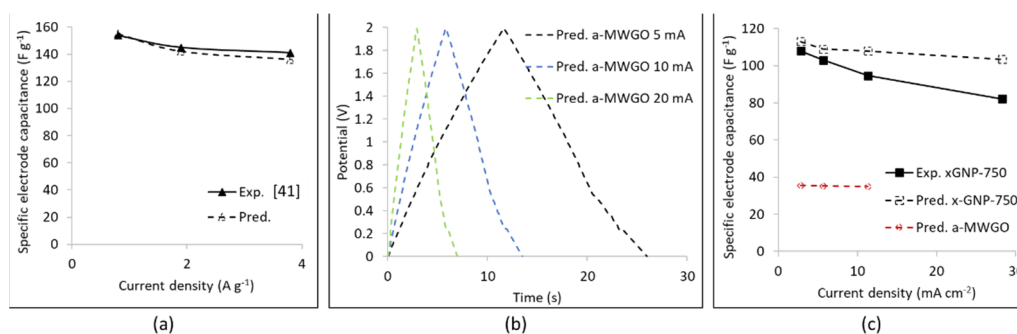 160
140
120
100
80
60
40
20
0
Specific electrode capacitance (F g⁻¹)
Exp. [41]
Pred.
0 2 4
Current density (A g⁻¹)
(a)
2
1.8
1.6
1.4
1.2
1
0.8
0.6
0.4
0.2
0
Potential (V)
Pred. a-MWGO 5 mA
Pred. a-MWGO 10 mA
Pred. a-MWGO 20 mA
0 10 20 30
Time (s)
(b)
120
100
80
60
40
20
0
Specific electrode capacitance (F g⁻¹)
Exp. xGNP-750
Pred. x-GNP-750
Pred. a-MWGO
0 10 20 30
Current density (mA cm⁻²)
(c)